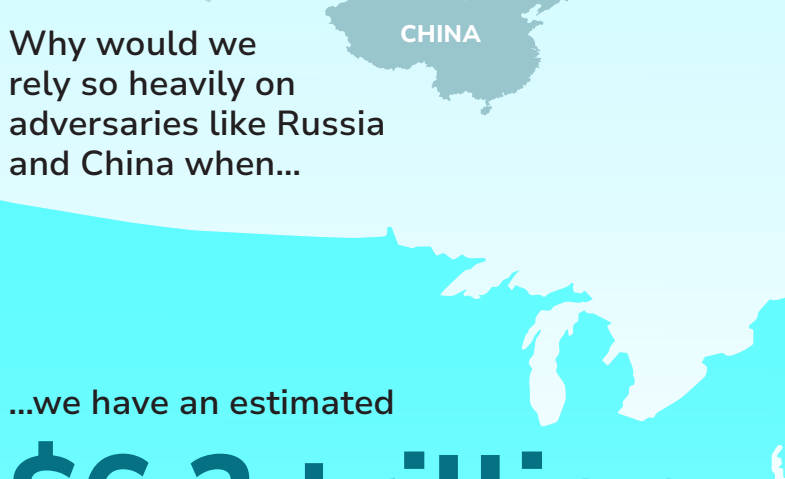 CHINA
Why would we
rely so heavily on
adversaries like Russia
and China when...
...we have an estimated